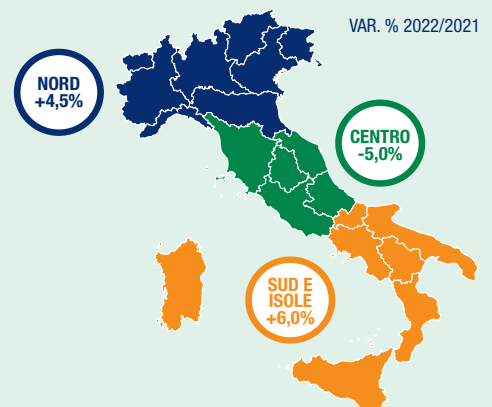 VAR. % 2022/2021
NORD
+4,5%
CENTRO
-5,0%
SUD E
ISOLE
+6,0%